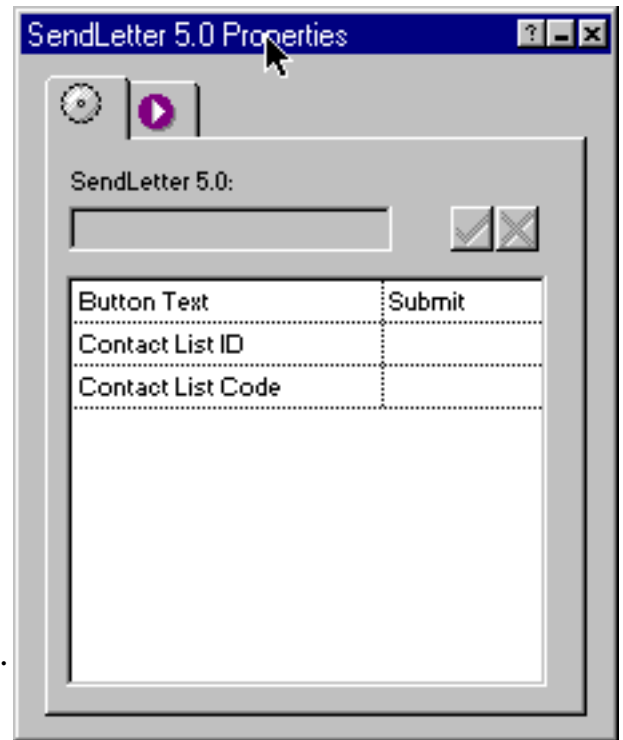 SendLetter 5.0 Properties
SendLetter 5.0:
Button Text Submit
Contact List ID
Contact List Code
.